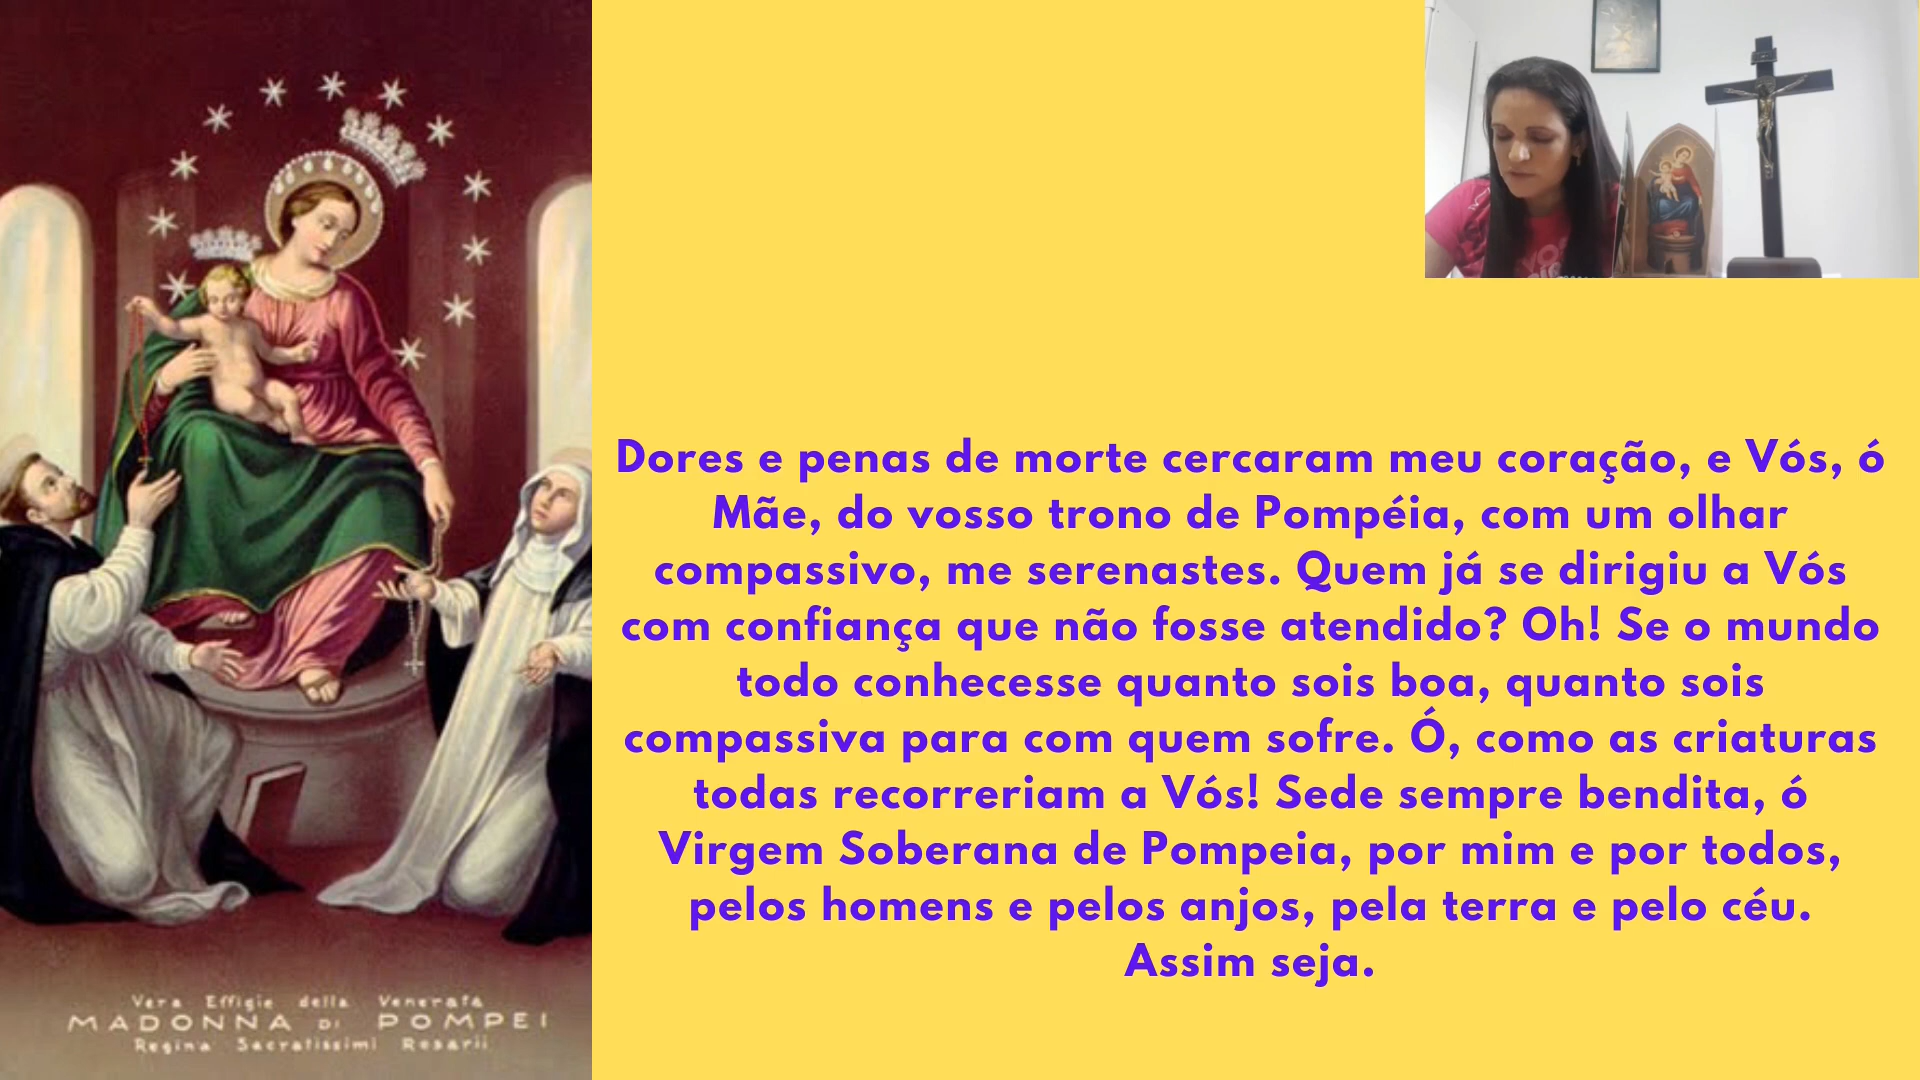 Dores e penas de morte cercaram meu coração, e Vós, ó
Mãe, do vosso trono de Pompéia, com um olhar
compassivo, me serenastes. Quem já se dirigiu a Vós
com confiança que não fosse atendido? Oh! Se o mundo
todo conhecesse quanto sois boa, quanto sois
compassiva para com quem sofre. Ó, como as criaturas
todas recorreriam a Vós! Sede sempre bendita, ó
Virgem Soberana de Pompeia, por mim e por todos,
pelos homens e pelos anjos, pela terra e pelo céu.
Assim seja.
Vera Effigie della Venerata
MADONNA DI POMPEI
Regina Sacratissimi Rosarii